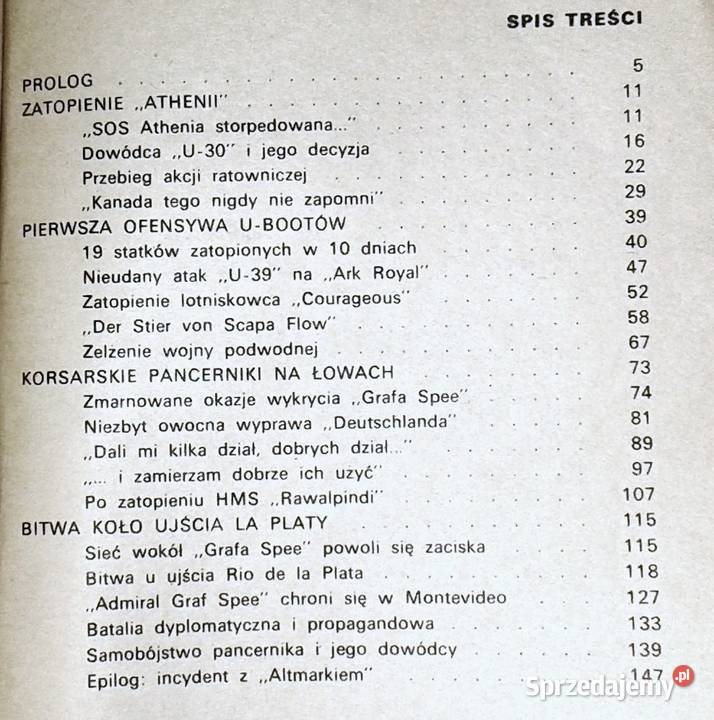 SPIS TREŚCI
PROLOG . . . . . . . . . . . . . . . . . . 5
ZATOPIENIE „ATHENII" . . . . . . . . . . . . 11
„SOS Athenia storpedowana..." . . . . . . . . 11
Dowódca „U-30" i jego decyzja . . . . . . . . 16
Przebieg akcji ratowniczej . . . . . . . . . 22
„Kanada tego nigdy nie zapomni" . . . . . . . 29
PIERWSZA OFENSYWA U-BOOTÓW . . . . . . . . . 39
19 statków zatopionych w 10 dniach . . . . . . 40
Nieudany atak „U-39" na „Ark Royal" . . . . . . 47
Zatopienie lotniskowca „Courageous" . . . . . . 52
„Der Stier von Scapa Flow" . . . . . . . . . 58
Zelżenie wojny podwodnej . . . . . . . . . . 67
KORSARSKIE PANCERNIKI NA ŁOWACH . . . . . . . 73
Zmarnowane okazje wykrycia „Grafa Spee" . . . . 74
Niezbyt owocna wyprawa „Deutschlanda" . . . . . 81
„Dali mi kilka dział, dobrych dział..." . . . . . 89
„... i zamierzam dobrze ich użyć" . . . . . . . 97
Po zatopieniu HMS „Rawalpindi" . . . . . . . . 107
BITWA KOŁO UJŚCIA LA PLATY . . . . . . . . . 115
Sieć wokół „Grafa Spee" powoli się zaciska . . . 115
Bitwa u ujścia Rio de la Plata . . . . . . . . 118
„Admiral Graf Spee" chroni się w Montevideo . . . 127
Batalia dyplomatyczna i propagandowa . . . . . . 133
Samobójstwo pancernika i jego dowódcy . . . . . 139
Epilog: incydent z „Altmarkiem" . . . . . . . . 147
Sprzedajemy.pl